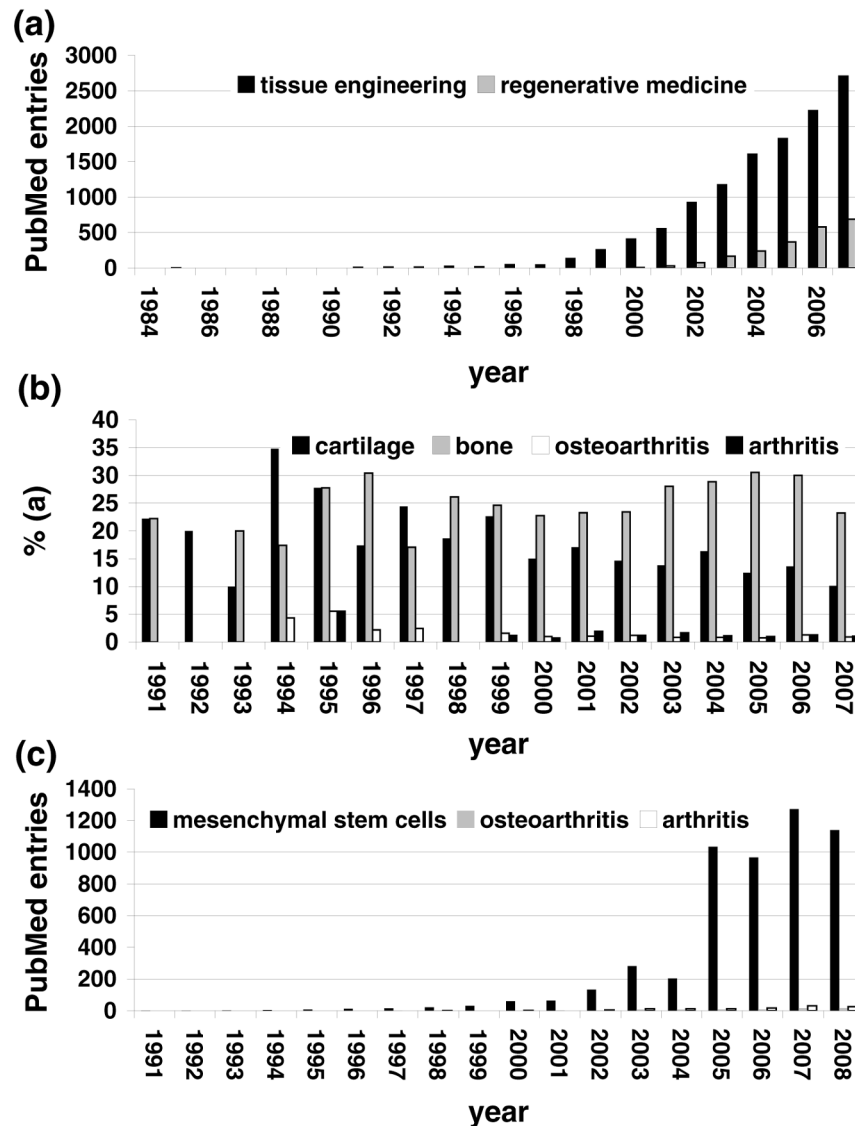 (a)
3000
2500
2000
1500
1000
500
0
PubMed entries
tissue engineering regenerative medicine
1984 1986 1988 1990 1992 1994 1996 1998 2000 2002 2004 2006
year
(b)
40
35
30
25
20
15
10
5
0
% (a)
cartilage bone osteoarthritis arthritis
1991 1992 1993 1994 1995 1996 1997 1998 1999 2000 2001 2002 2003 2004 2005 2006 2007
year
(c)
1400
1200
1000
800
600
400
200
0
PubMed entries
mesenchymal stem cells osteoarthritis arthritis
1991 1992 1993 1994 1995 1996 1997 1998 1999 2000 2001 2002 2003 2004 2005 2006 2007 2008
year